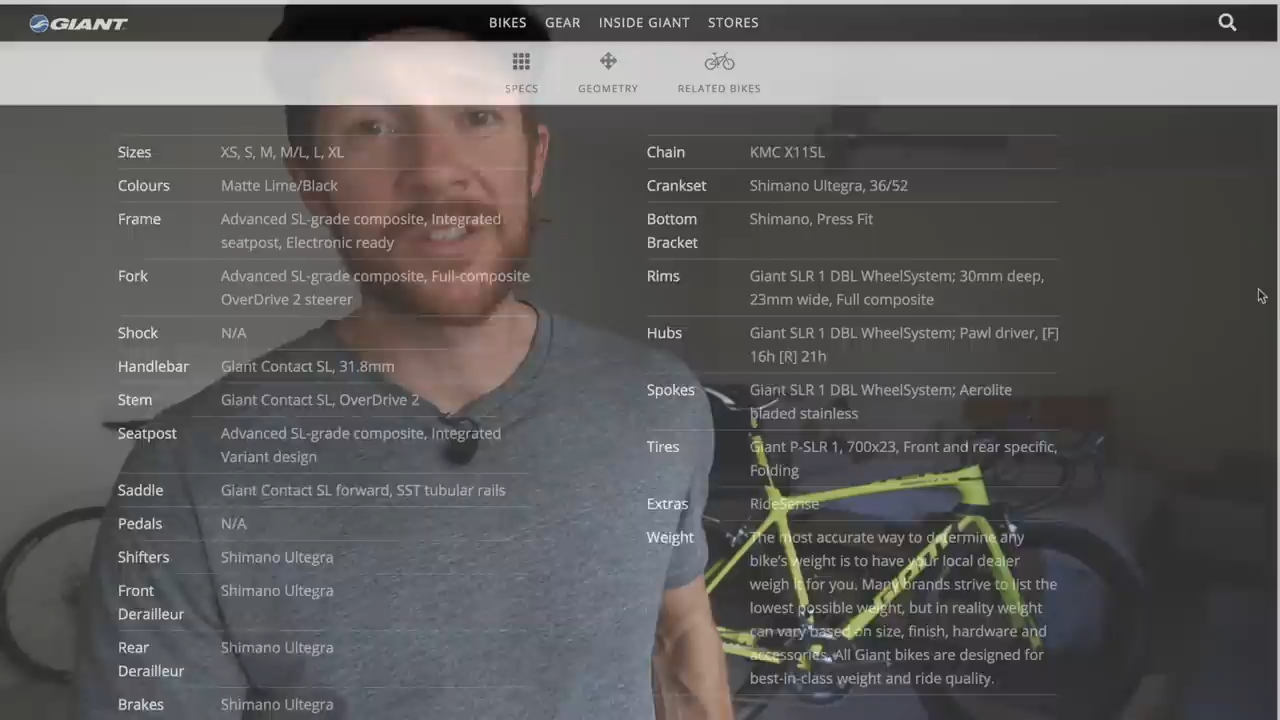 GIANT
BIKES GEAR INSIDE GIANT STORES
SPECS GEOMETRY RELATED BIKES
Sizes XS, S, M, M/L, L, XL
Colours Matte Lime/Black
Frame Advanced SL-grade composite, Integrated
seatpost, Electronic ready
Fork Advanced SL-grade composite, Full-composite
OverDrive 2 steerer
Shock N/A
Handlebar Giant Contact SL, 31.8mm
Stem Giant Contact SL, OverDrive 2
Seatpost Advanced SL-grade composite, Integrated
Variant design
Saddle Giant Contact SL forward, SST tubular rails
Pedals N/A
Shifters Shimano Ultegra
Front Shimano Ultegra
Derailleur
Rear Shimano Ultegra
Derailleur
Brakes Shimano Ultegra
Chain KMC X11SL
Crankset Shimano Ultegra, 36/52
Bottom Shimano, Press Fit
Bracket
Rims Giant SLR 1 DBL WheelSystem; 30mm deep,
23mm wide, Full composite
Hubs Giant SLR 1 DBL WheelSystem; Pawl driver, [F]
16h [R] 21h
Spokes Giant SLR 1 DBL WheelSystem; Aerolite
bladed stainless
Tires Giant P-SLR 1, 700x23, Front and rear specific,
Folding
Extras RideSense
Weight The most accurate way to determine any
bike's weight is to have your local dealer
weigh it for you. Many brands strive to list the
lowest possible weight, but in reality weight
can vary based on size, finish, hardware and
accessories. All Giant bikes are designed for
best-in-class weight and ride quality.
GIANT